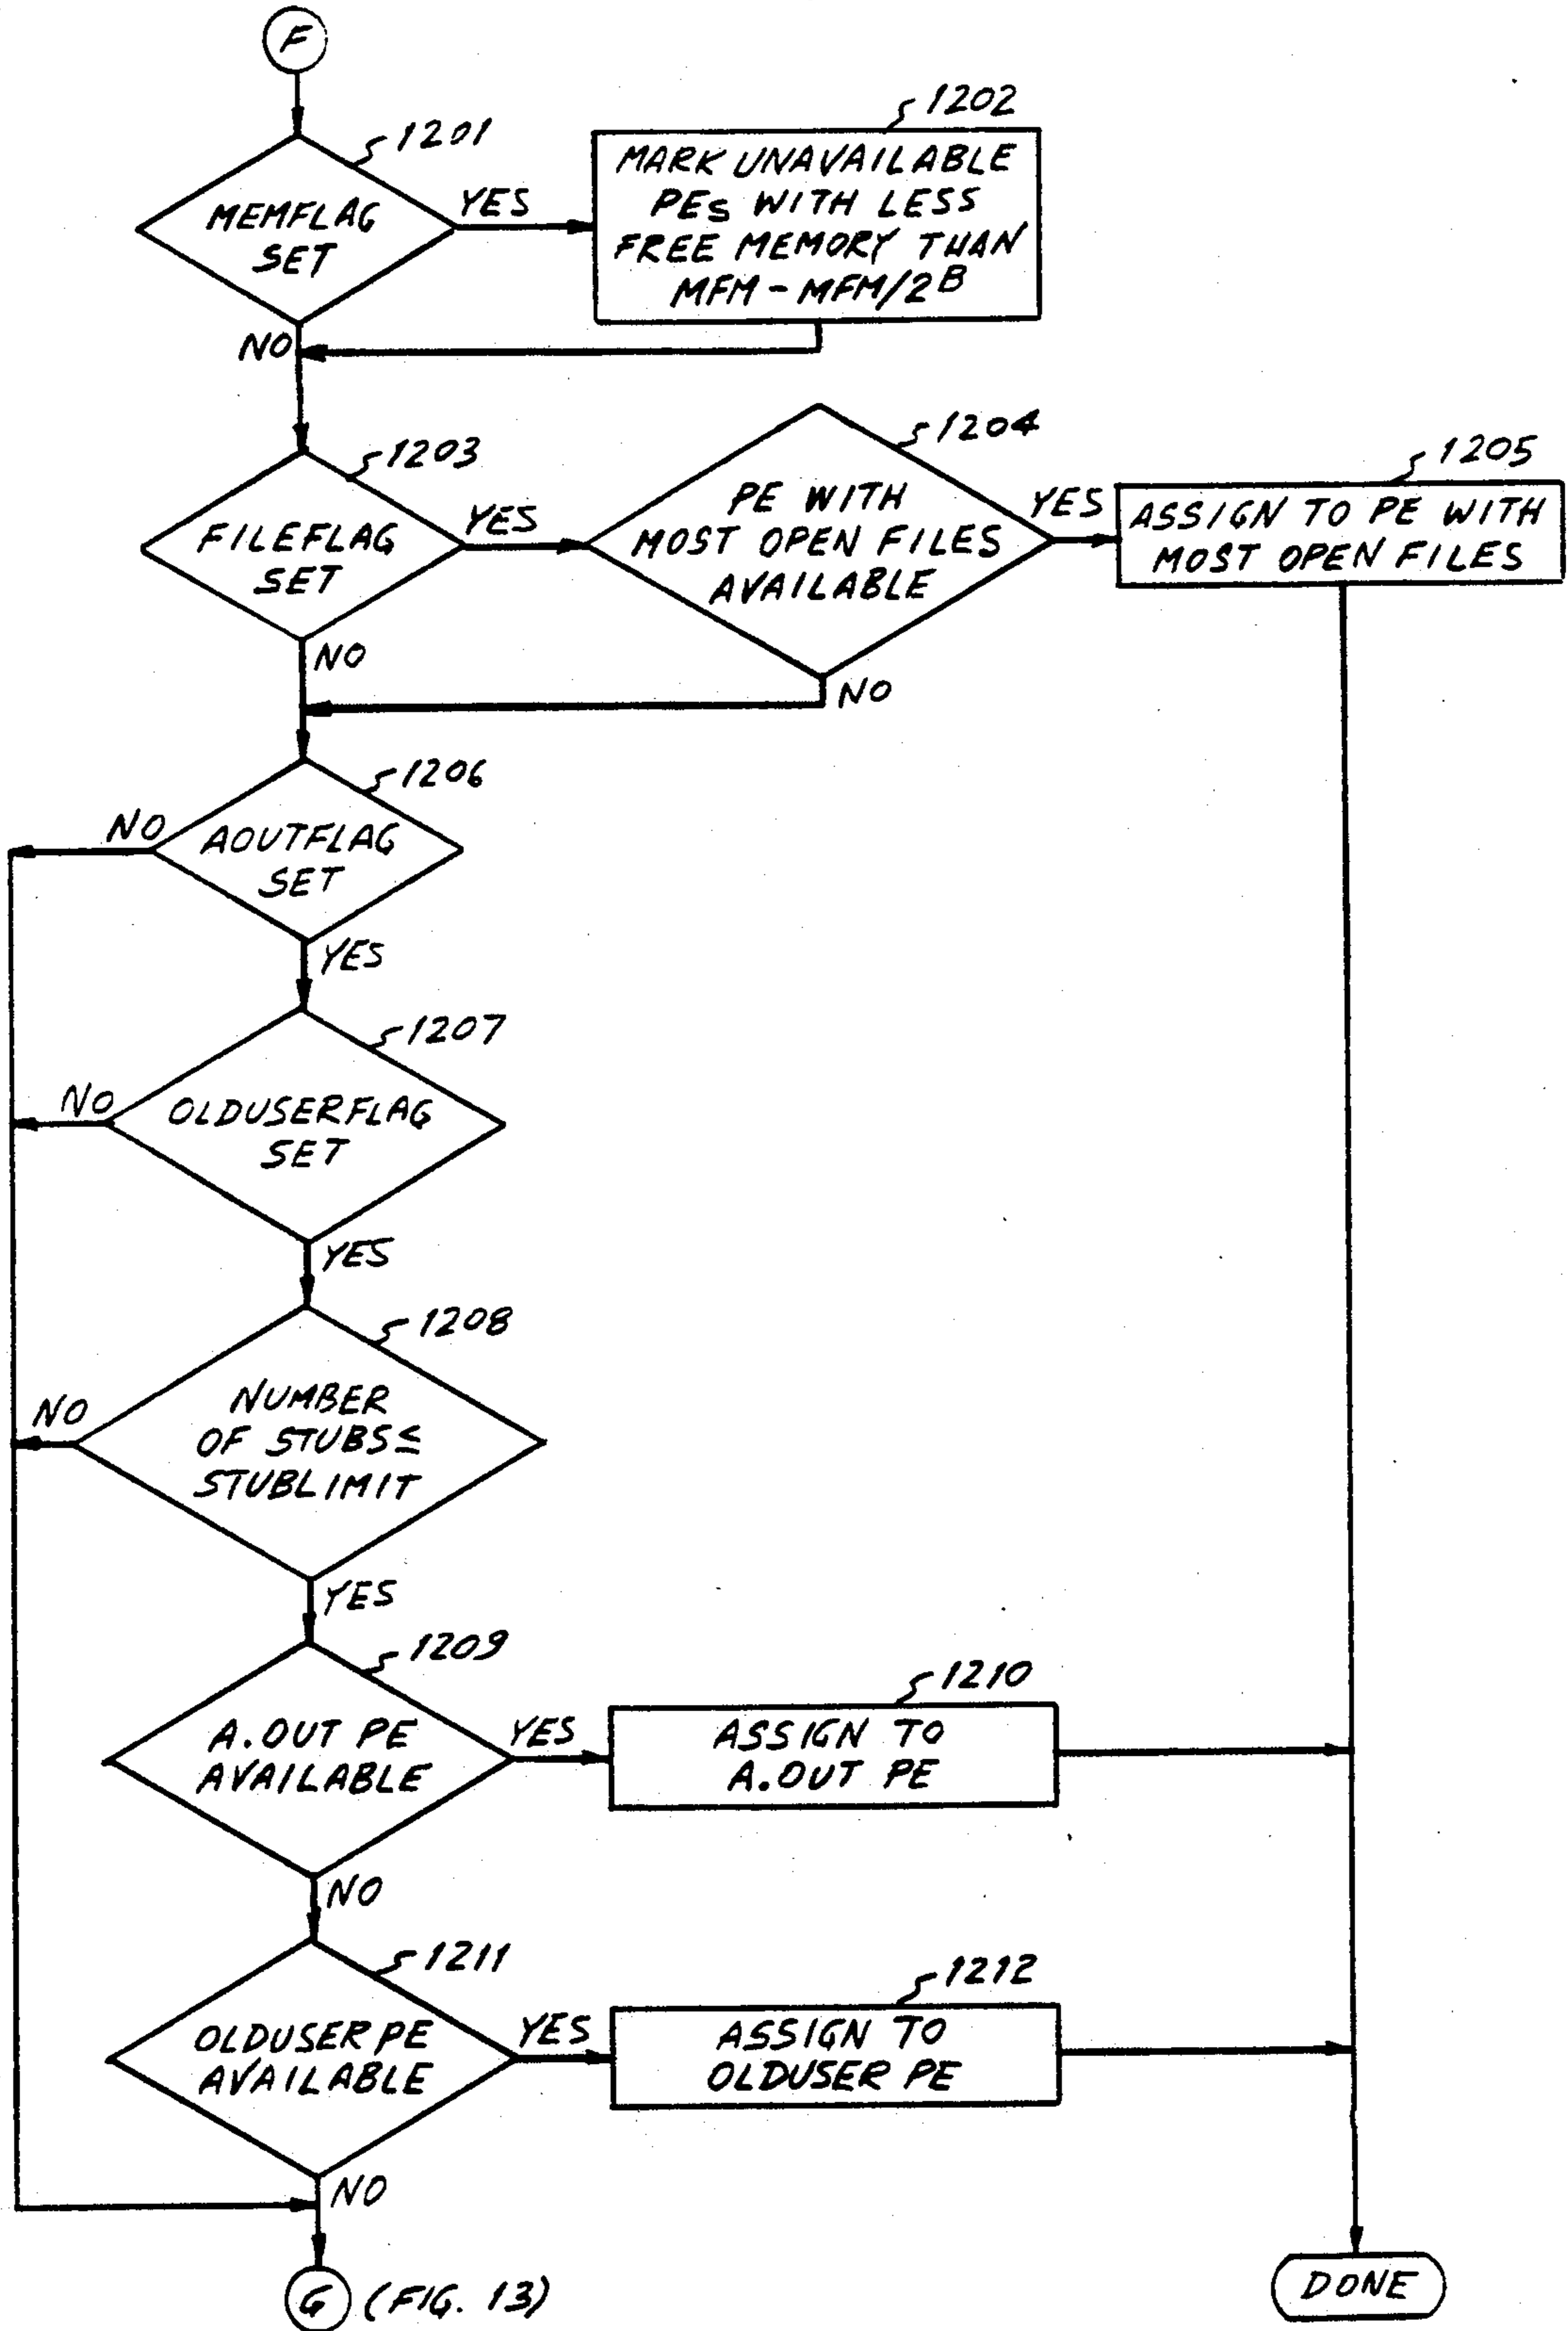 F
1201
MEMFLAG
SET
YES
NO
1202
MARK UNAVAILABLE
PEs WITH LESS
FREE MEMORY THAN
MFM - MFM/2^B
1203
FILEFLAG
SET
YES
NO
1204
PE WITH
MOST OPEN FILES
AVAILABLE
YES
NO
1205
ASSIGN TO PE WITH
MOST OPEN FILES
1206
AOUTFLAG
SET
NO
YES
1207
OLDUSERFLAG
SET
NO
YES
1208
NUMBER
OF STUBS ≤
STUBLIMIT
NO
YES
1209
A.OUT PE
AVAILABLE
YES
NO
1210
ASSIGN TO
A.OUT PE
1211
OLDUSER PE
AVAILABLE
YES
NO
1212
ASSIGN TO
OLDUSER PE
G (FIG. 13)
DONE